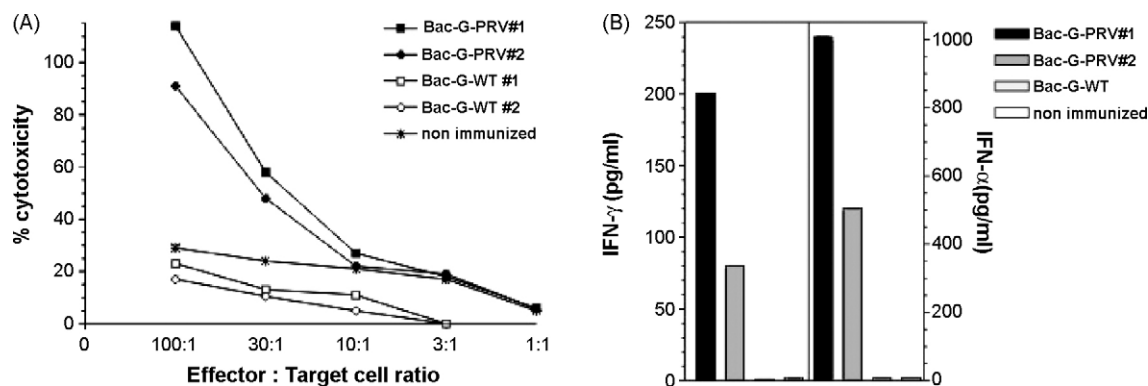 (A)
% cytotoxicity
100
80
60
40
20
0
0 100:1 30:1 10:1 3:1 1:1
Effector : Target cell ratio
Bac-G-PRV#1
Bac-G-PRV#2
Bac-G-WT #1
Bac-G-WT #2
non immunized
(B)
IFN-γ (pg/ml)
250
200
150
100
50
0
1000
800
600
400
200
0
IFN-α(pg/ml)
Bac-G-PRV#1
Bac-G-PRV#2
Bac-G-WT
non immunized